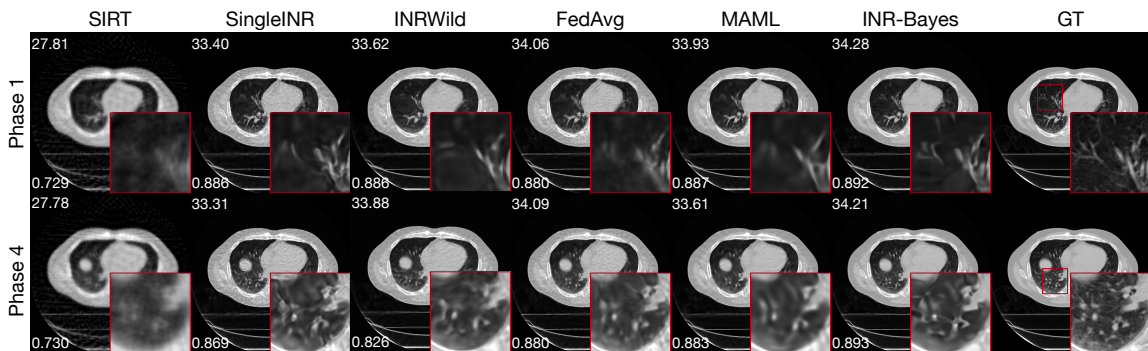 SIRT SingleINR INRWild FedAvg MAML INR-Bayes GT
Phase 1
27.81 33.40 33.62 34.06 33.93 34.28
0.729 0.886 0.886 0.880 0.887 0.892
Phase 4
27.78 33.31 33.88 34.09 33.61 34.21
0.730 0.869 0.826 0.880 0.883 0.893